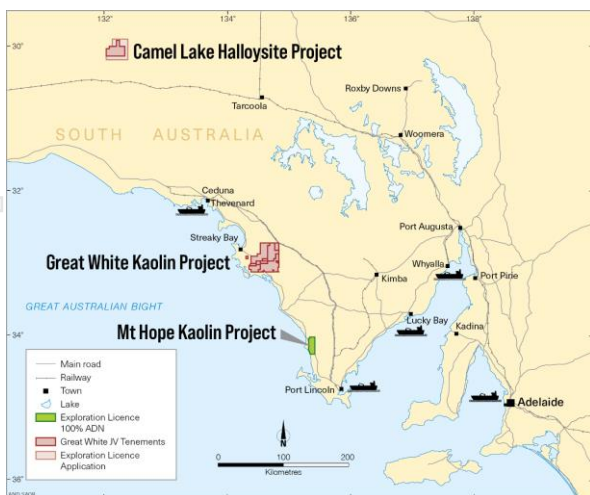 132°
134°
136°
138°
30°
Camel Lake Halloysite Project
Roxby Downs
Tarcoola
SOUTH AUSTRALIA
Woomera
32°
Ceduna
Thevenard
Streaky Bay
Port Augusta
Great White Kaolin Project
Whyalla
Kimba
Port Pirie
GREAT AUSTRALIAN BIGHT
Lucky Bay
34°
Mt Hope Kaolin Project
Kadina
Main road
Railway
Town
Lake
Exploration Licence
100% ADN
Great White JV Tenements
Exploration Licence
Application
Port Lincoln
Adelaide
N
0 100 200
Kilometres
36°